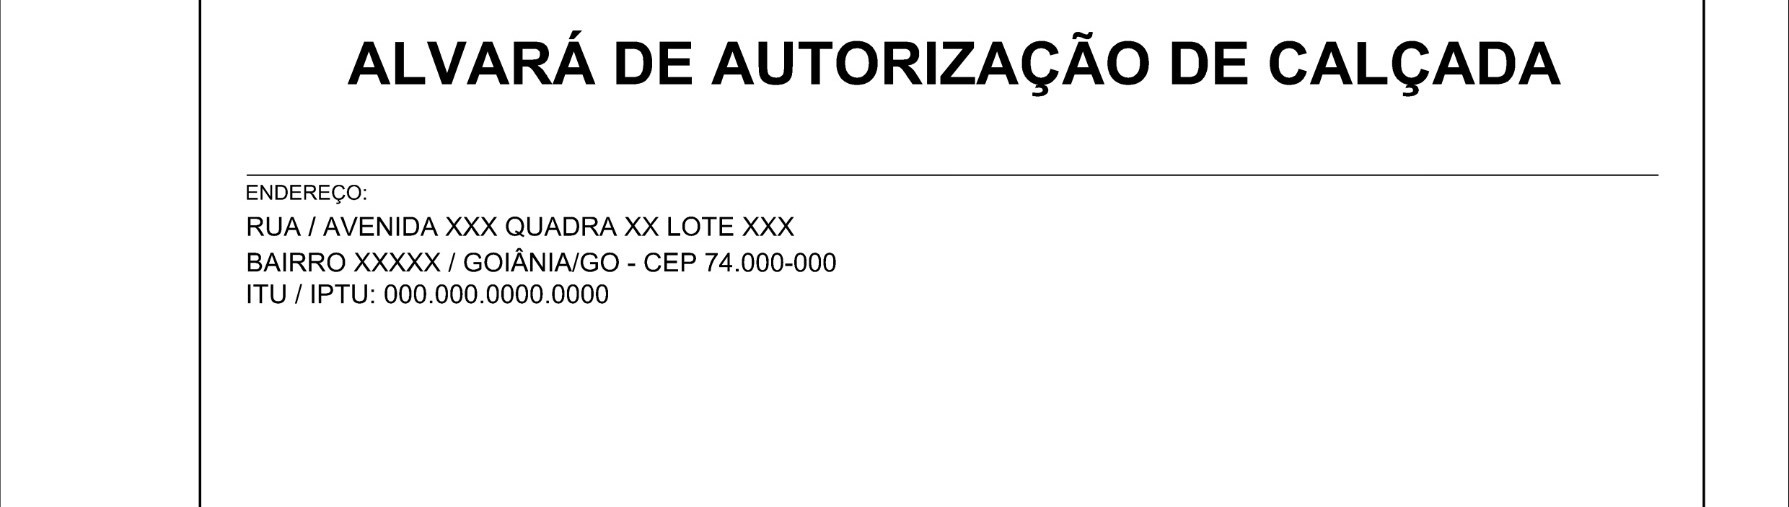 ALVARÁ DE AUTORIZAÇÃO DE CALÇADA
ENDEREÇO:
RUA / AVENIDA XXX QUADRA XX LOTE XXX
BAIRRO XXXXX / GOIÂNIA/GO - CEP 74.000-000
ITU / IPTU: 000.000.0000.0000